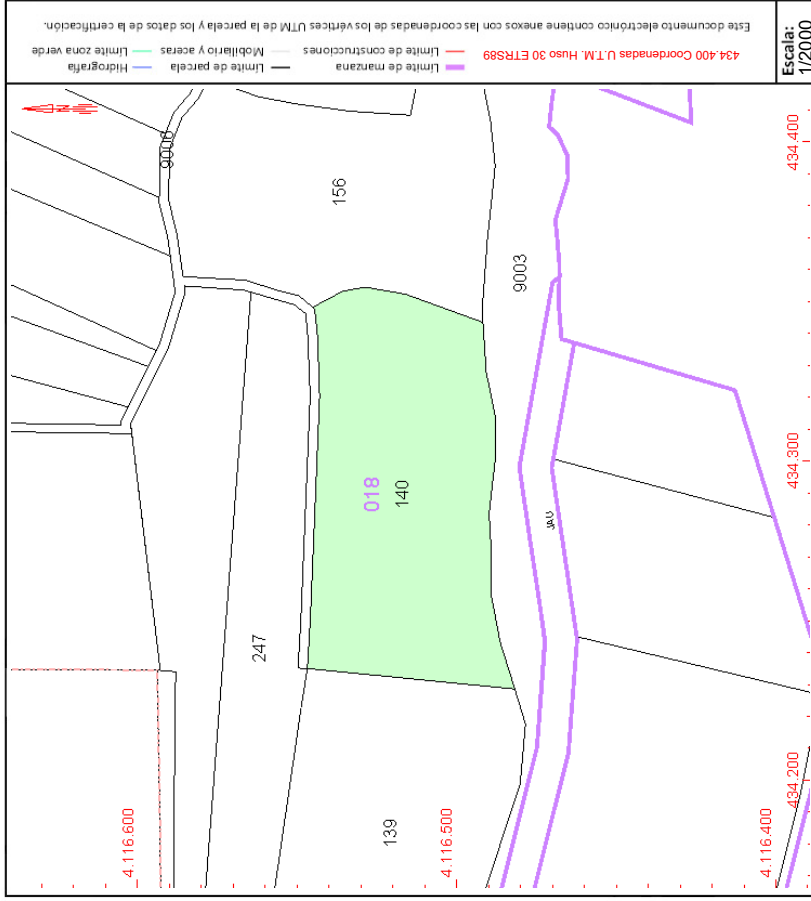 Este documento electrónico contiene anexos con las coordenadas de los vértices UTM de la parcela y los datos de la certificación.
434.400 Coordenadas U.T.M. Huso 30 ETRS89
Límite de manzana
Límite de construcciones
Límite de parcela
Mobiliario y aceras
Hidrografía
Límite zona verde
Escala:
1/2000
9006
156
9003
434.400
018
140
434.300
JAU
247
139
4.116.600
4.116.500
4.116.400
434.200